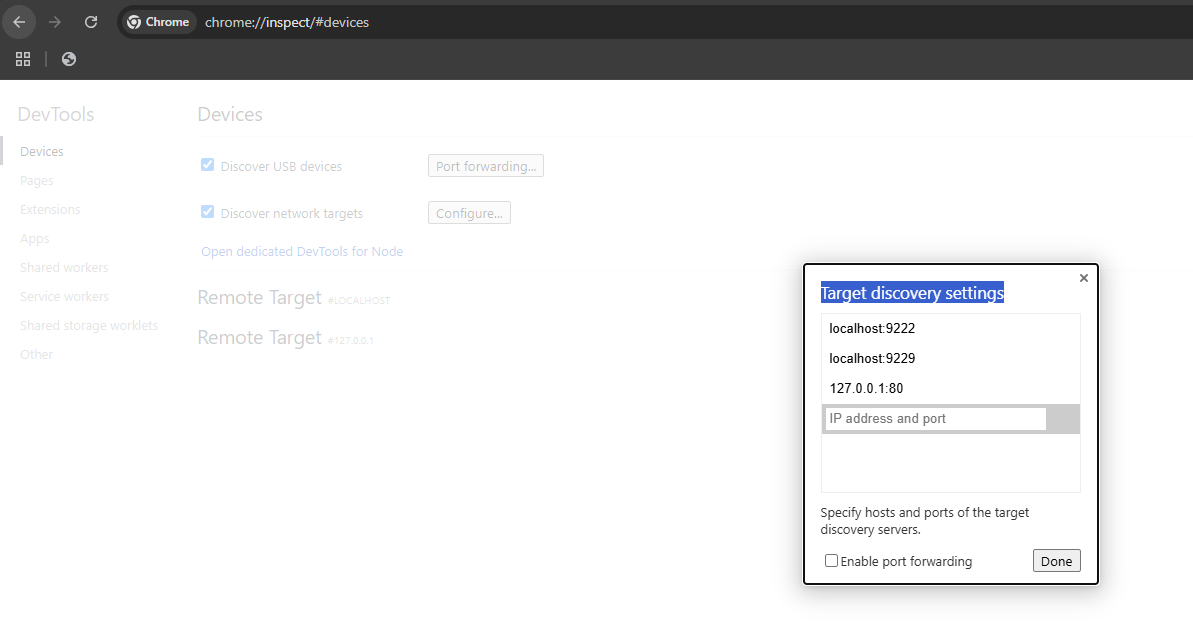 Chrome chrome://inspect/#devices
DevTools
Devices
Pages
Extensions
Apps
Shared workers
Service workers
Shared storage worklets
Other
Devices
Discover USB devices Port forwarding...
Discover network targets Configure...
Open dedicated DevTools for Node
Remote Target #LOCALHOST
Remote Target #127.0.0.1
×
Target discovery settings
localhost:9222
localhost:9229
127.0.0.1:80
IP address and port
Specify hosts and ports of the target
discovery servers.
Enable port forwarding Done